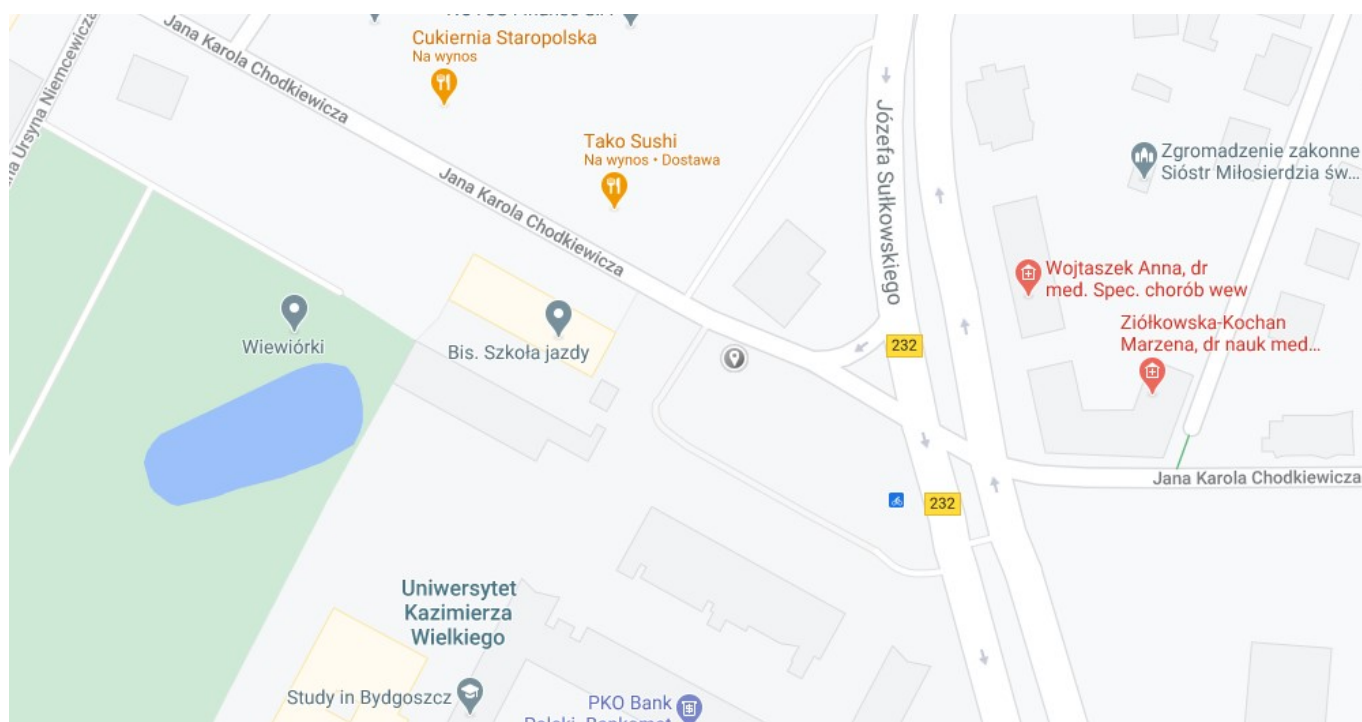 Jana Karola Chodkiewicza
Cukiernia Staropolska
Na wynos
Ursyna Niemcewicza
Józefa Sułkowskiego
Tako Sushi
Na wynos • Dostawa
Zgromadzenie zakonne
Sióstr Miłosierdzia św...
Jana Karola Chodkiewicza
Wojtaszek Anna, dr
med. Spec. chorób wew
Ziółkowska-Kochan
Marzena, dr nauk med...
Wiewiórki
Bis. Szkoła jazdy
232
Jana Karola Chodkiewicza
232
Uniwersytet
Kazimierza
Wielkiego
Study in Bydgoszcz
PKO Bank